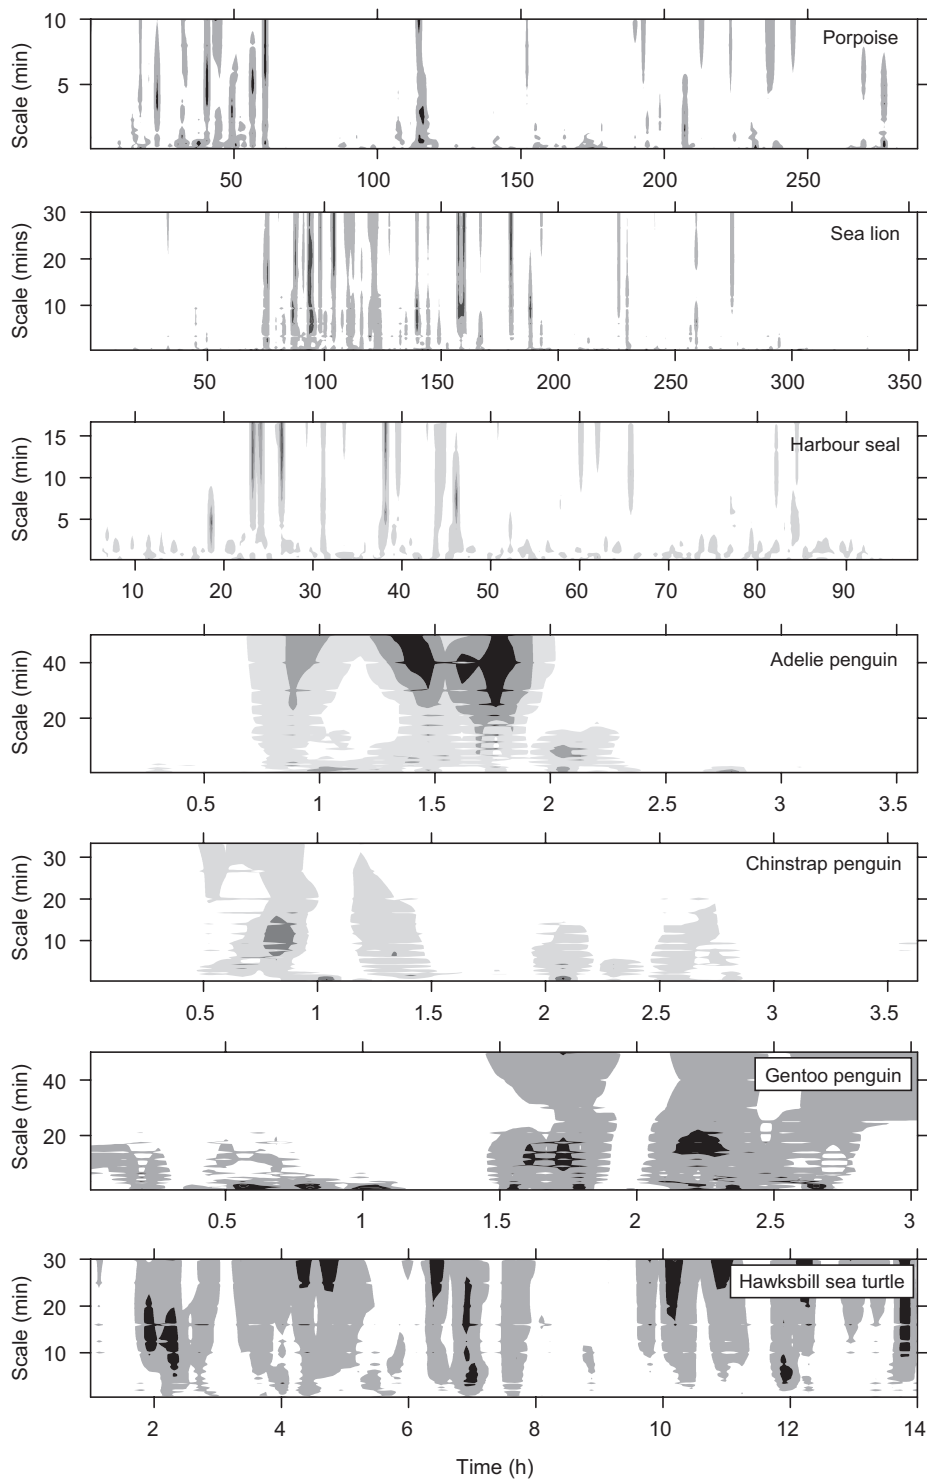 Scale (min)
10
5
Porpoise
50 100 150 200 250
Scale (mins)
30
20
10
Sea lion
50 100 150 200 250 300 350
Scale (min)
15
10
5
Harbour seal
10 20 30 40 50 60 70 80 90
Scale (min)
40
20
Adelie penguin
0.5 1 1.5 2 2.5 3 3.5
Scale (min)
30
20
10
Chinstrap penguin
0.5 1 1.5 2 2.5 3 3.5
Scale (min)
40
20
Gentoo penguin
0.5 1 1.5 2 2.5 3
Scale (min)
30
20
10
Hawksbill sea turtle
2 4 6 8 10 12 14
Time (h)